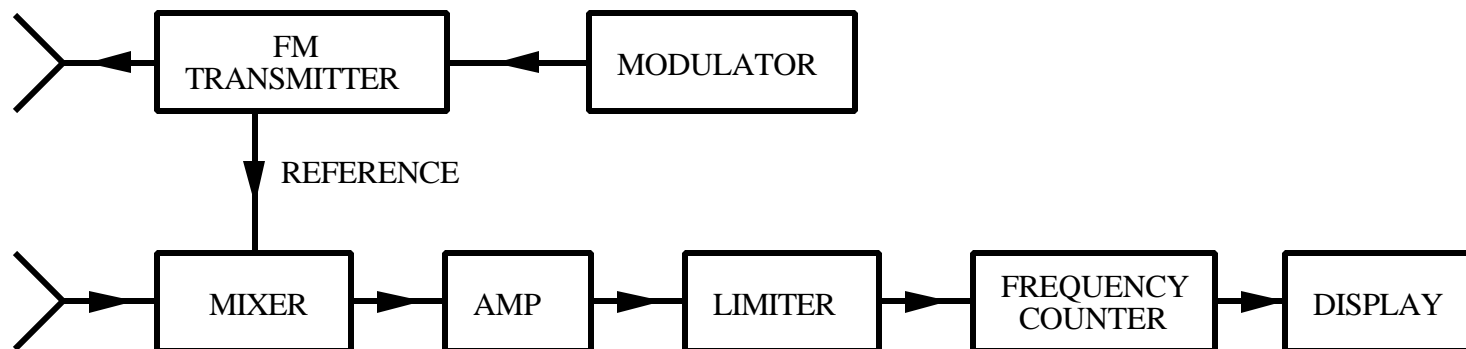 FM
TRANSMITTER
MODULATOR
REFERENCE
MIXER
AMP
LIMITER
FREQUENCY
COUNTER
DISPLAY